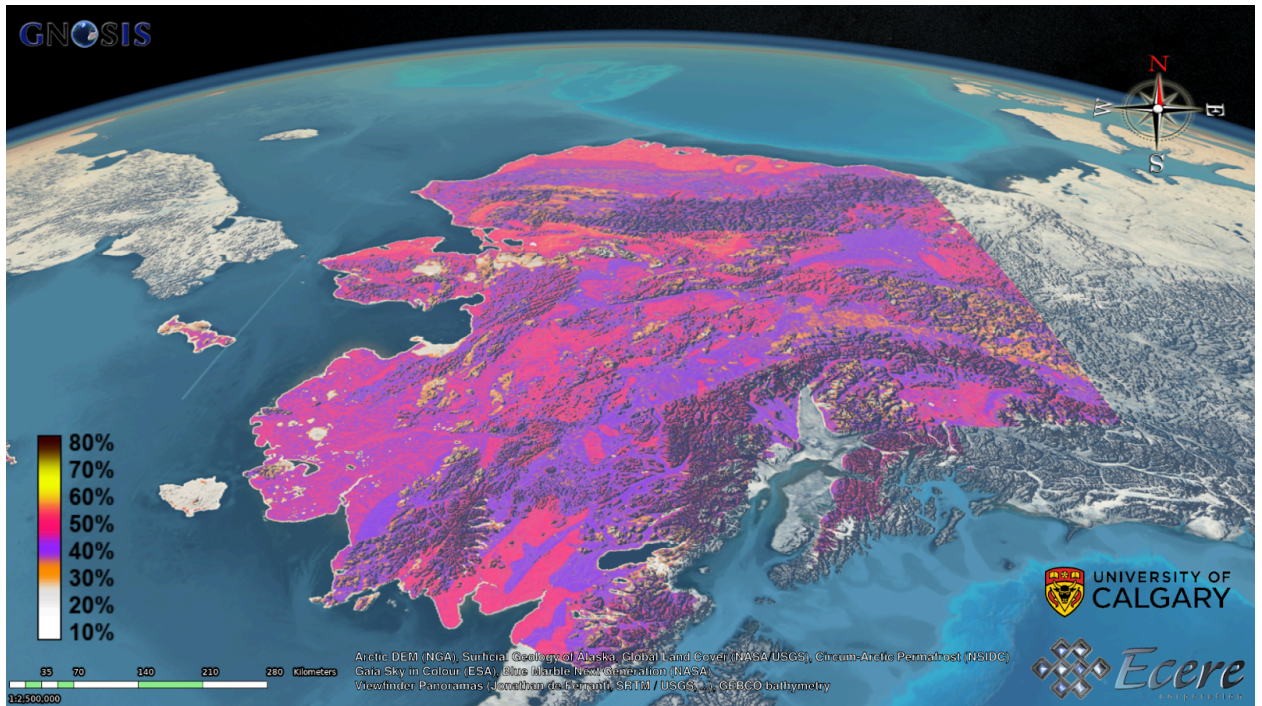 GNOSIS
N
W
E
S
80%
70%
60%
50%
40%
30%
20%
10%
UNIVERSITY OF
CALGARY
Arctic DEM (NGA), Surficial Geology of Alaska, Global Land Cover (NASA/USGS), Circum-Arctic Permafrost (NSIDC)
Gaia Sky in Colour (ESA), Blue Marble Next Generation (NASA)
Viewfinder Panoramas (Jonathan de Ferranti, SRTM / USGS, ...), GEBCO bathymetry
35 70 140 210 280 Kilometers
1:2,500,000
Ecere